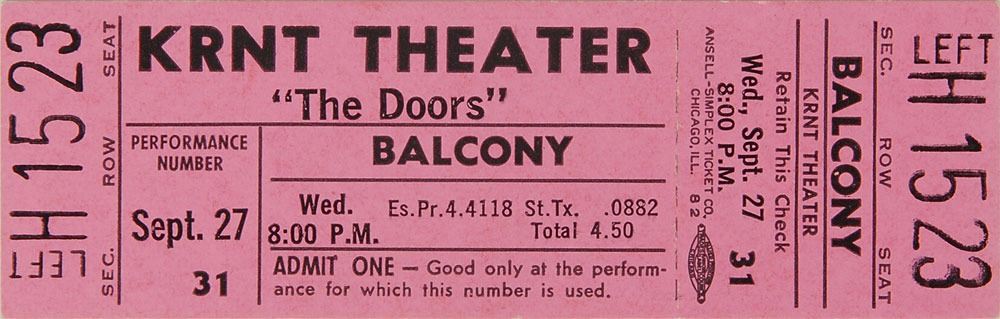 SEAT
ROW
SEC.
23
15
LEFT H
KRNT THEATER
"The Doors"
PERFORMANCE
NUMBER
Sept. 27
31
BALCONY
Wed.
8:00 P.M.
Es.Pr.4.4118 St.Tx. .0882
Total 4.50
ADMIT ONE — Good only at the perform-
ance for which this number is used.
ANSELL-SIMPLEX TICKET CO.
CHICAGO, ILL. 82
Wed., Sept. 27
8:00 P.M.
31
Retain This Check
KRNT THEATER
BALCONY
SEC.
ROW
SEAT
LEFT
H 15 23